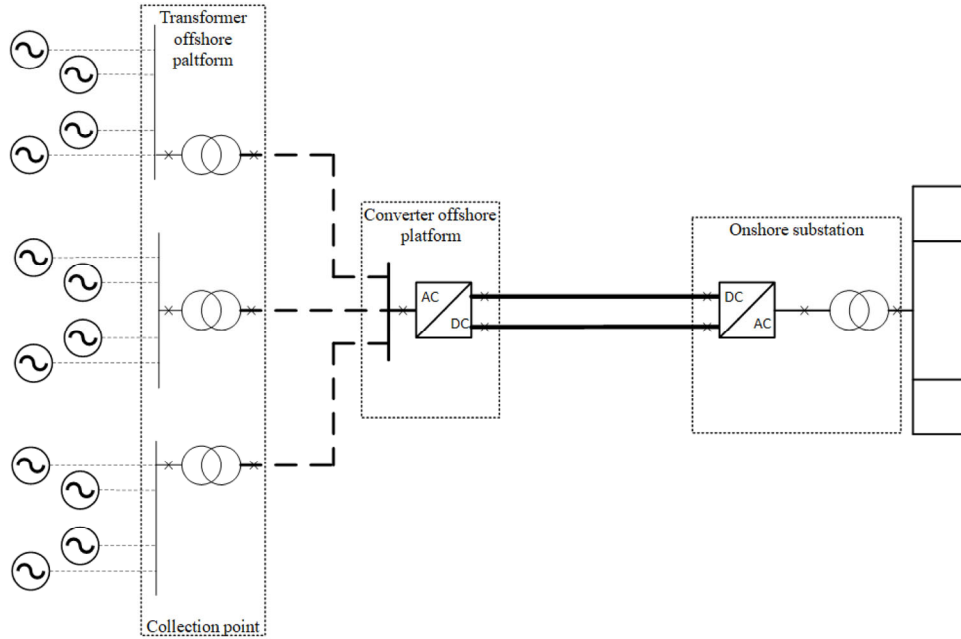 Transformer
offshore
paltform
Converter offshore
platform
Onshore substation
AC
DC
DC
AC
Collection point